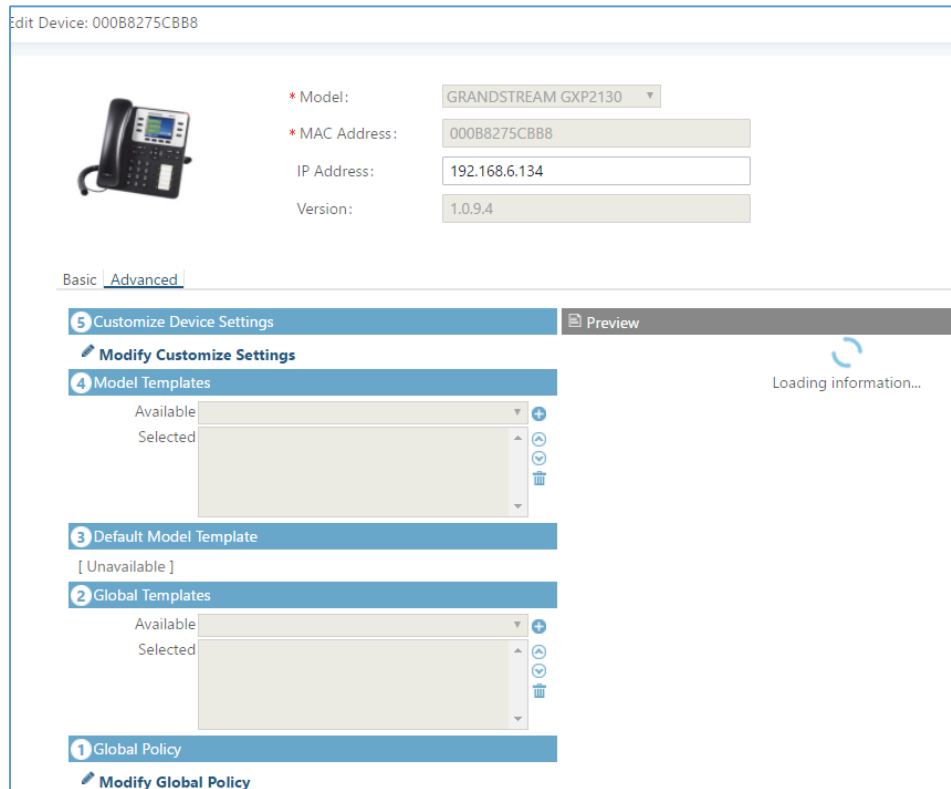 Edit Device: 000B8275CBB8
* Model: GRANDSTREAM GXP2130
* MAC Address: 000B8275CBB8
IP Address: 192.168.6.134
Version: 1.0.9.4
Basic Advanced
5 Customize Device Settings
Modify Customize Settings
4 Model Templates
Available
Selected
3 Default Model Template
[ Unavailable ]
2 Global Templates
Available
Selected
1 Global Policy
Modify Global Policy
Preview
Loading information...